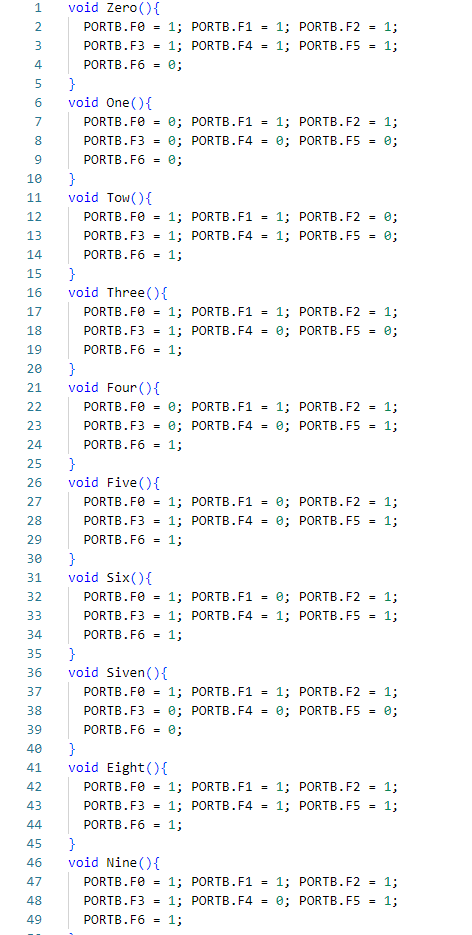 1 void Zero(){
2 PORTB.F0 = 1; PORTB.F1 = 1; PORTB.F2 = 1;
3 PORTB.F3 = 1; PORTB.F4 = 1; PORTB.F5 = 1;
4 PORTB.F6 = 0;
5 }
6 void One(){
7 PORTB.F0 = 0; PORTB.F1 = 1; PORTB.F2 = 1;
8 PORTB.F3 = 0; PORTB.F4 = 0; PORTB.F5 = 0;
9 PORTB.F6 = 0;
10 }
11 void Tow(){
12 PORTB.F0 = 1; PORTB.F1 = 1; PORTB.F2 = 0;
13 PORTB.F3 = 1; PORTB.F4 = 1; PORTB.F5 = 0;
14 PORTB.F6 = 1;
15 }
16 void Three(){
17 PORTB.F0 = 1; PORTB.F1 = 1; PORTB.F2 = 1;
18 PORTB.F3 = 1; PORTB.F4 = 0; PORTB.F5 = 0;
19 PORTB.F6 = 1;
20 }
21 void Four(){
22 PORTB.F0 = 0; PORTB.F1 = 1; PORTB.F2 = 1;
23 PORTB.F3 = 0; PORTB.F4 = 0; PORTB.F5 = 1;
24 PORTB.F6 = 1;
25 }
26 void Five(){
27 PORTB.F0 = 1; PORTB.F1 = 0; PORTB.F2 = 1;
28 PORTB.F3 = 1; PORTB.F4 = 0; PORTB.F5 = 1;
29 PORTB.F6 = 1;
30 }
31 void Six(){
32 PORTB.F0 = 1; PORTB.F1 = 0; PORTB.F2 = 1;
33 PORTB.F3 = 1; PORTB.F4 = 1; PORTB.F5 = 1;
34 PORTB.F6 = 1;
35 }
36 void Siven(){
37 PORTB.F0 = 1; PORTB.F1 = 1; PORTB.F2 = 1;
38 PORTB.F3 = 0; PORTB.F4 = 0; PORTB.F5 = 0;
39 PORTB.F6 = 0;
40 }
41 void Eight(){
42 PORTB.F0 = 1; PORTB.F1 = 1; PORTB.F2 = 1;
43 PORTB.F3 = 1; PORTB.F4 = 1; PORTB.F5 = 1;
44 PORTB.F6 = 1;
45 }
46 void Nine(){
47 PORTB.F0 = 1; PORTB.F1 = 1; PORTB.F2 = 1;
48 PORTB.F3 = 1; PORTB.F4 = 0; PORTB.F5 = 1;
49 PORTB.F6 = 1;